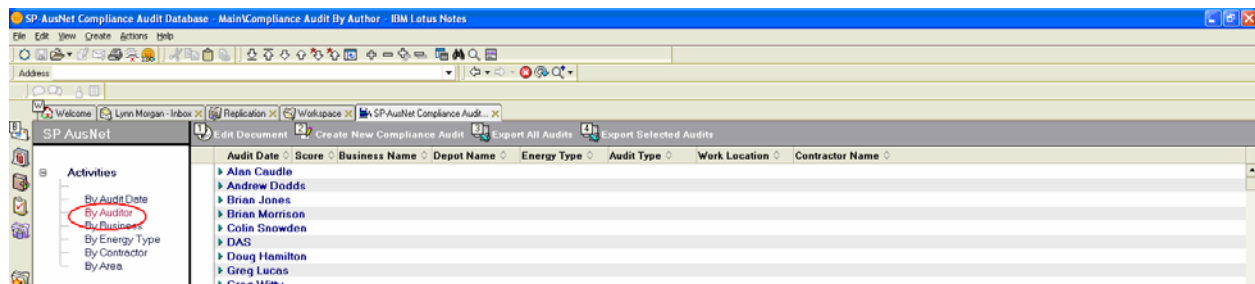 SP-AusNet Compliance Audit Database - Main\Compliance Audit By Author - IBM Lotus Notes
File Edit View Create Actions Help
Address
Welcome Lynn Morgan - Inbox Replication Workspace SP-AusNet Compliance Audit...
SP AusNet 1 Edit Document 2 Create New Compliance Audit 3 Export All Audits 4 Export Selected Audits
Audit Date Score Business Name Depot Name Energy Type Audit Type Work Location Contractor Name
Activities
By Audit Date
By Auditor
By Business
By Energy Type
By Contractor
By Area
Alan Caudle
Andrew Dodds
Brian Jones
Brian Morrison
Colin Snowden
DAS
Doug Hamilton
Greg Lucas